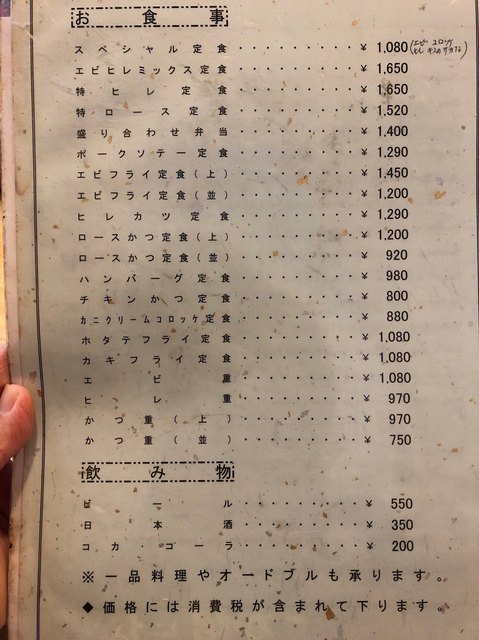 お食事
スペシャル定食 ・・・・・・・・・ ¥ 1,080
エビヒレミックス定食 ・・・・・・・・・ ¥ 1,650
特ヒレ定食 ・・・・・・・・・ ¥ 1,650
特ロース定食 ・・・・・・・・・ ¥ 1,520
盛り合わせ弁当 ・・・・・・・・・ ¥ 1,400
ポークソテー定食 ・・・・・・・・・ ¥ 1,290
エビフライ定食(上) ・・・・・・・・・ ¥ 1,450
エビフライ定食(並) ・・・・・・・・・ ¥ 1,200
ヒレカツ定食 ・・・・・・・・・ ¥ 1,290
ロースかつ定食(上) ・・・・・・・・・ ¥ 1,200
ロースかつ定食(並) ・・・・・・・・・ ¥ 920
ハンバーグ定食 ・・・・・・・・・ ¥ 980
チキンかつ定食 ・・・・・・・・・ ¥ 800
カニクリームコロッケ定食 ・・・・・・・・・ ¥ 880
ホタテフライ定食 ・・・・・・・・・ ¥ 1,080
カキフライ定食 ・・・・・・・・・ ¥ 1,080
エビ重 ・・・・・・・・・ ¥ 1,080
ヒレ重 ・・・・・・・・・ ¥ 970
かつ重(上) ・・・・・・・・・ ¥ 970
かつ重(並) ・・・・・・・・・ ¥ 750
飲み物
ビール ・・・・・・・・・ ¥ 550
日本酒 ・・・・・・・・・ ¥ 350
コカ・コーラ ・・・・・・・・・ ¥ 200
※一品料理やオードブルも承ります。
◆価格には消費税が含まれて下ります。